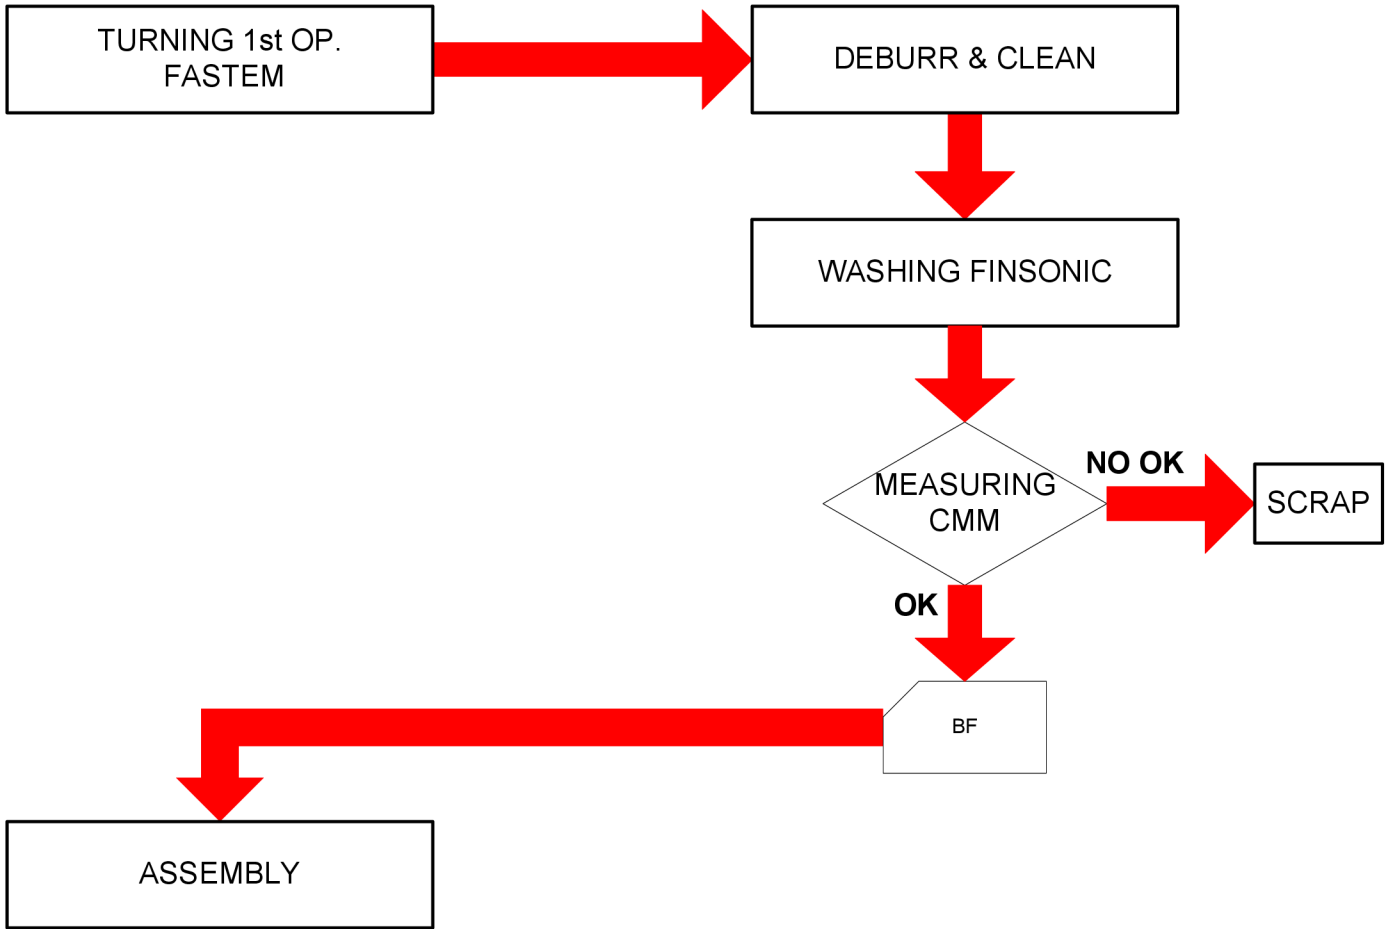 TURNING 1st OP.
FASTEM
DEBURR & CLEAN
WASHING FINSONIC
MEASURING
CMM
NO OK
SCRAP
OK
BF
ASSEMBLY